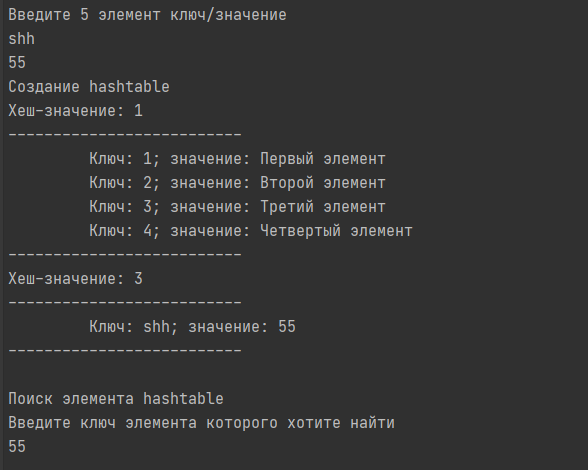 Введите 5 элемент ключ/значение
shh
55
Создание hashtable
Хеш-значение: 1
--------------------------
Ключ: 1; значение: Первый элемент
Ключ: 2; значение: Второй элемент
Ключ: 3; значение: Третий элемент
Ключ: 4; значение: Четвертый элемент
--------------------------
Хеш-значение: 3
--------------------------
Ключ: shh; значение: 55
--------------------------
Поиск элемента hashtable
Введите ключ элемента которого хотите найти
55